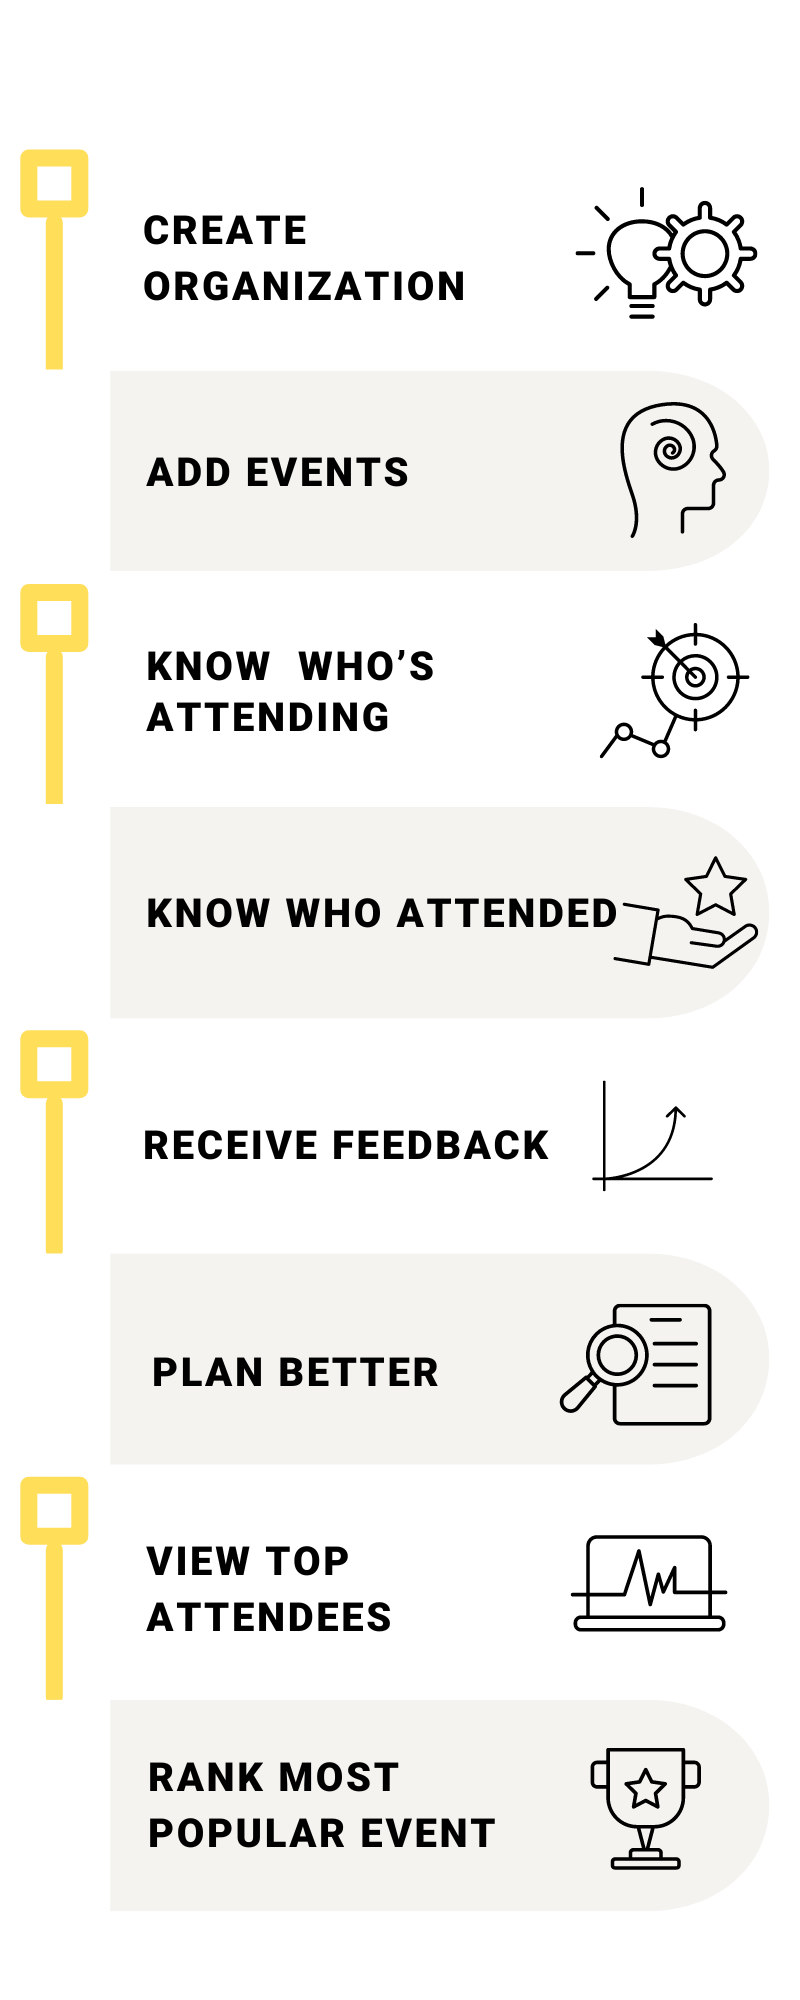 CREATE
ORGANIZATION
ADD EVENTS
KNOW WHO’S
ATTENDING
KNOW WHO ATTENDED
RECEIVE FEEDBACK
PLAN BETTER
VIEW TOP
ATTENDEES
RANK MOST
POPULAR EVENT